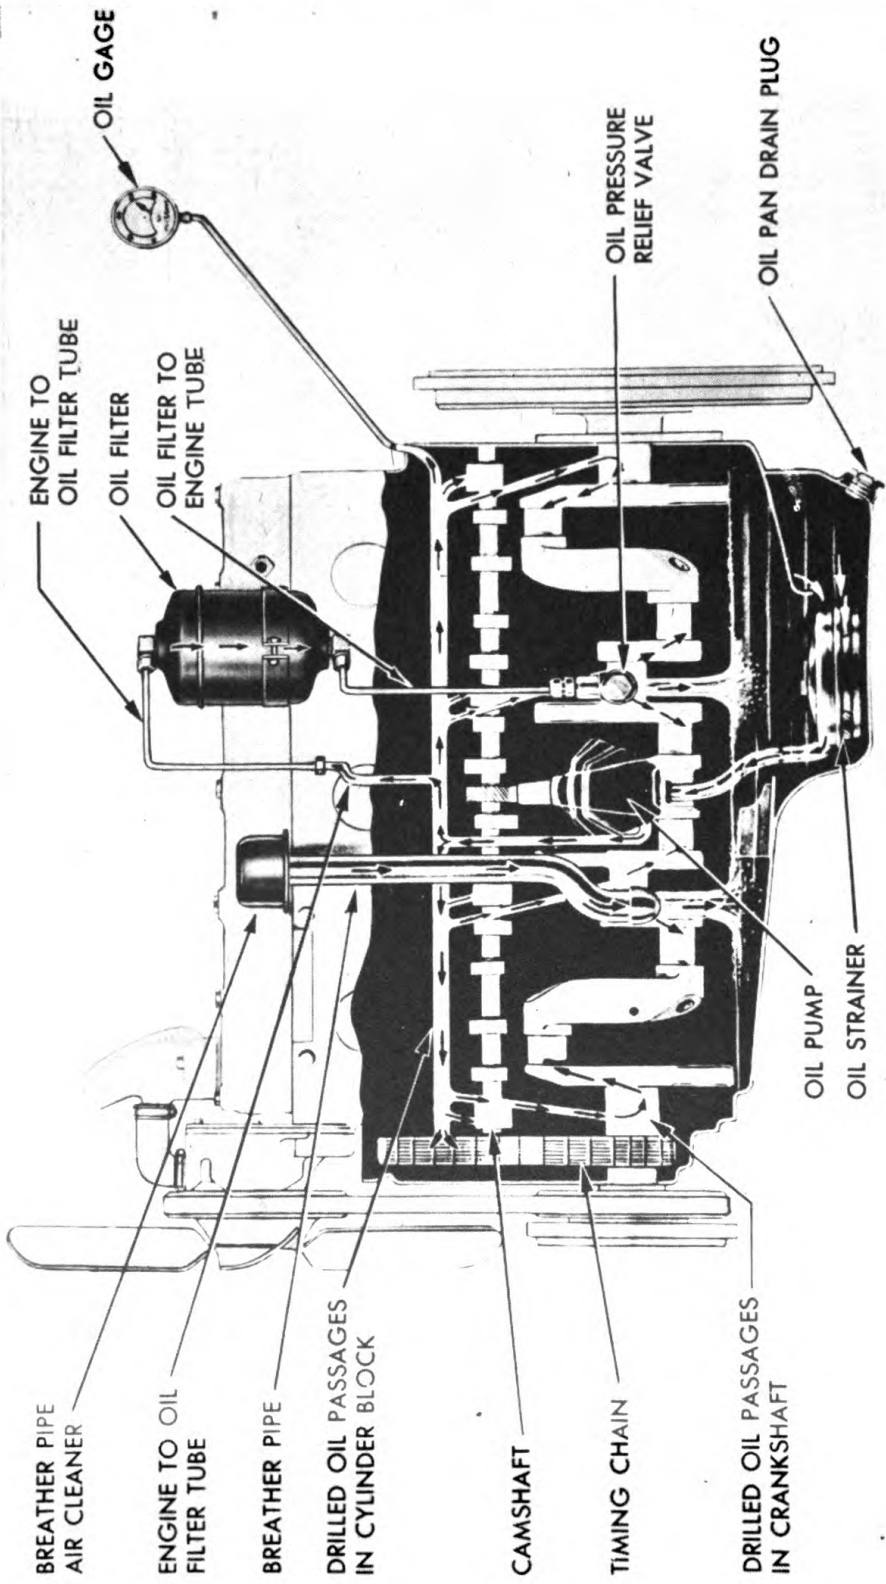 BREATHER PIPE
AIR CLEANER
ENGINE TO OIL
FILTER TUBE
BREATHER PIPE
DRILLED OIL PASSAGES
IN CYLINDER BLOCK
CAMSHAFT
TIMING CHAIN
DRILLED OIL PASSAGES
IN CRANKSHAFT
ENGINE TO
OIL FILTER TUBE
OIL FILTER
OIL FILTER TO
ENGINE TUBE
OIL GAGE
OIL PRESSURE
RELIEF VALVE
OIL PAN DRAIN PLUG
OIL PUMP
OIL STRAINER